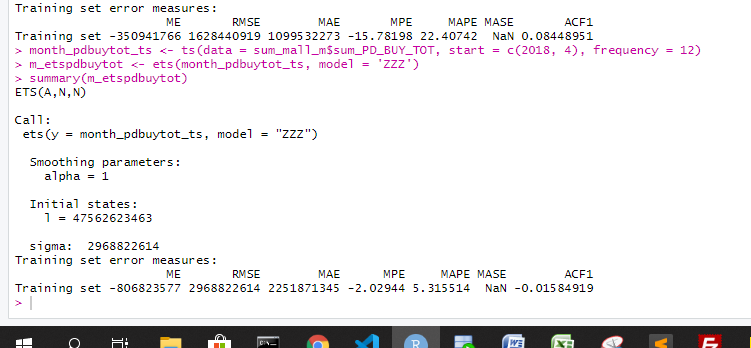 Training set error measures:
ME RMSE MAE MPE MAPE MASE ACF1
Training set -350941766 1628440919 1099532273 -15.78198 22.40742 NaN 0.08448951
> month_pdbuytot_ts <- ts(data = sum_mall_m$sum_PD_BUY_TOT, start = c(2018, 4), frequency = 12)
> m_etspdbuytot <- ets(month_pdbuytot_ts, model = 'ZZZ')
> summary(m_etspdbuytot)
ETS(A,N,N)
Call:
ets(y = month_pdbuytot_ts, model = "ZZZ")
Smoothing parameters:
alpha = 1
Initial states:
l = 47562623463
sigma: 2968822614
Training set error measures:
ME RMSE MAE MPE MAPE MASE ACF1
Training set -806823577 2968822614 2251871345 -2.02944 5.315514 NaN -0.01584919
>